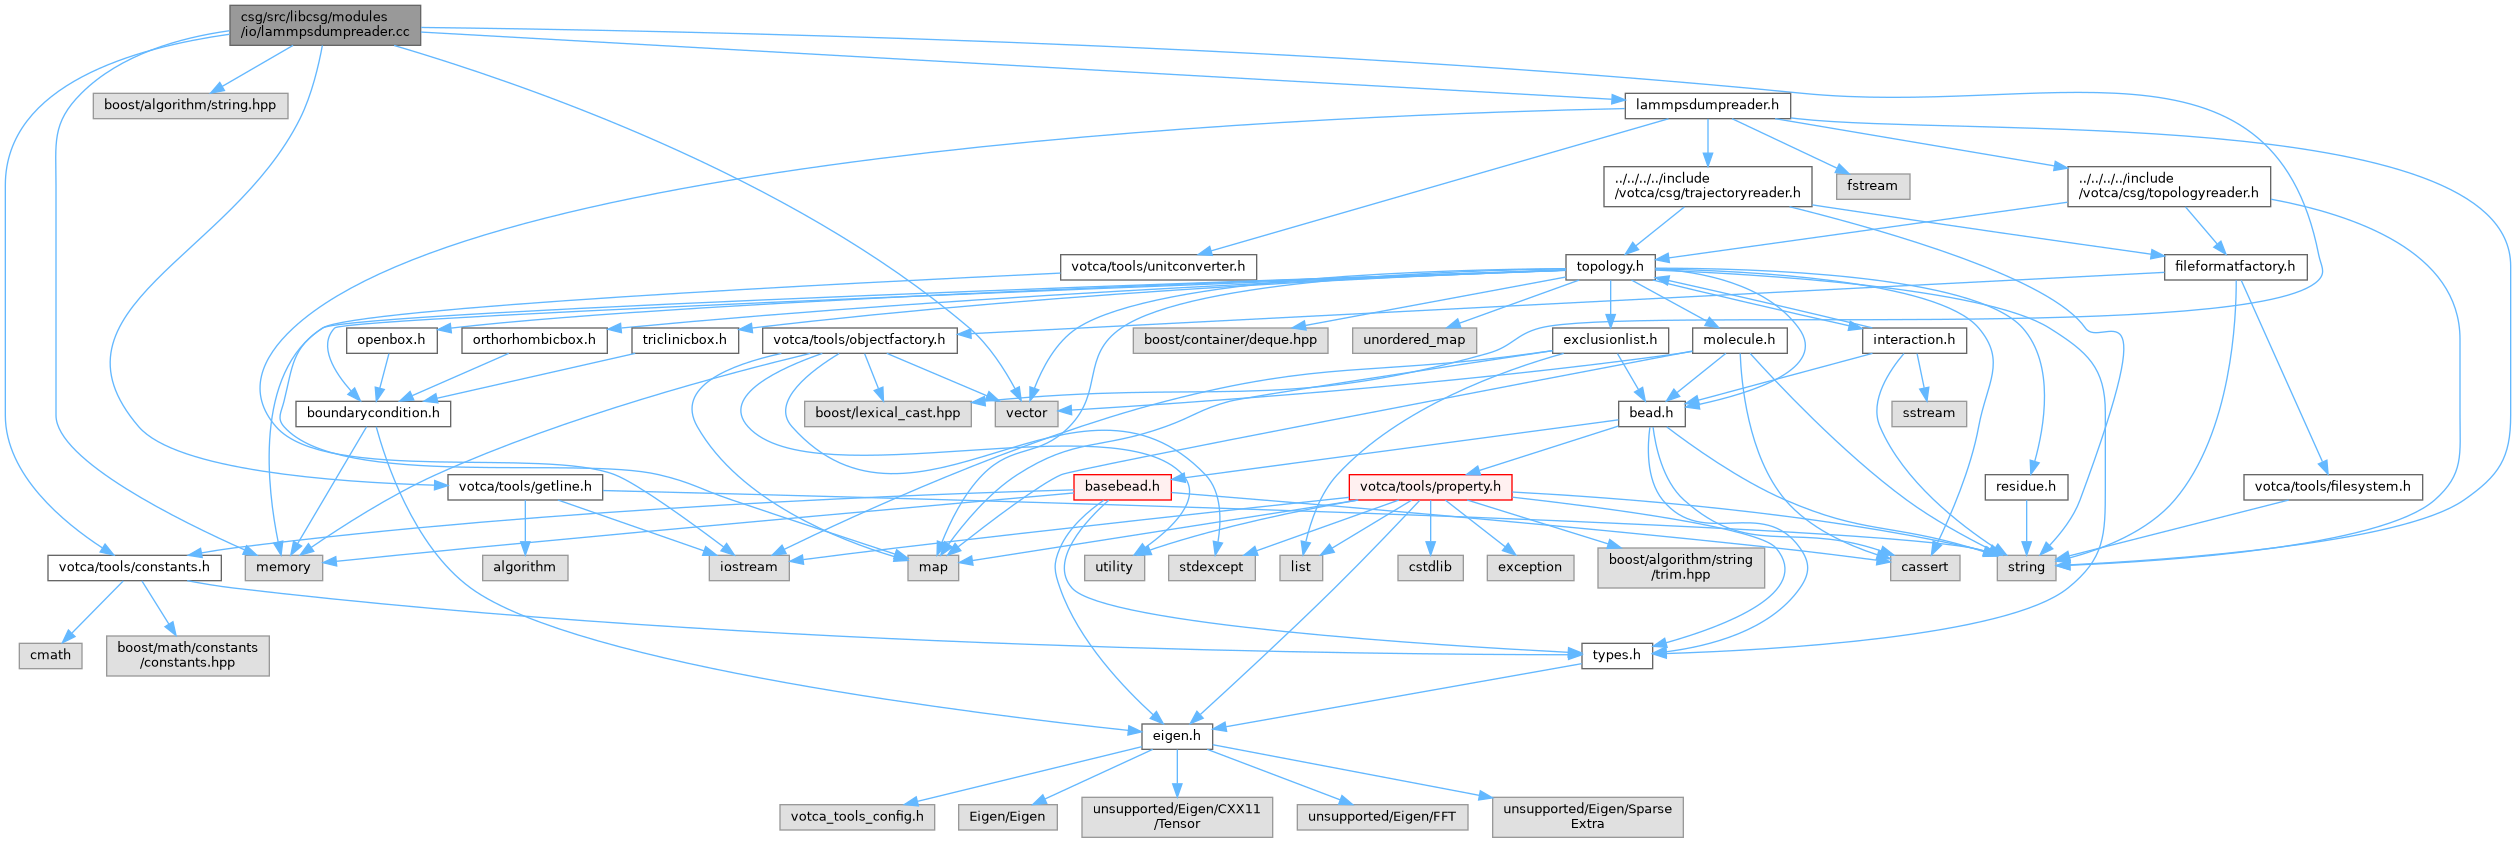 csg/src/libcsg/modules
/io/lammpsdumpreader.cc
boost/algorithm/string.hpp
lammpsdumpreader.h
../../../../include
/votca/csg/trajectoryreader.h
fstream
../../../../include
/votca/csg/topologyreader.h
votca/tools/unitconverter.h
topology.h
fileformatfactory.h
openbox.h
orthorhombicbox.h
triclinicbox.h
votca/tools/objectfactory.h
boost/container/deque.hpp
unordered_map
exclusionlist.h
molecule.h
interaction.h
boundarycondition.h
boost/lexical_cast.hpp
vector
bead.h
sstream
votca/tools/getline.h
basebead.h
votca/tools/property.h
residue.h
votca/tools/filesystem.h
votca/tools/constants.h
memory
algorithm
iostream
map
utility
stdexcept
list
cstdlib
exception
boost/algorithm/string
/trim.hpp
cassert
string
cmath
boost/math/constants
/constants.hpp
types.h
eigen.h
votca_tools_config.h
Eigen/Eigen
unsupported/Eigen/CXX11
/Tensor
unsupported/Eigen/FFT
unsupported/Eigen/Sparse
Extra